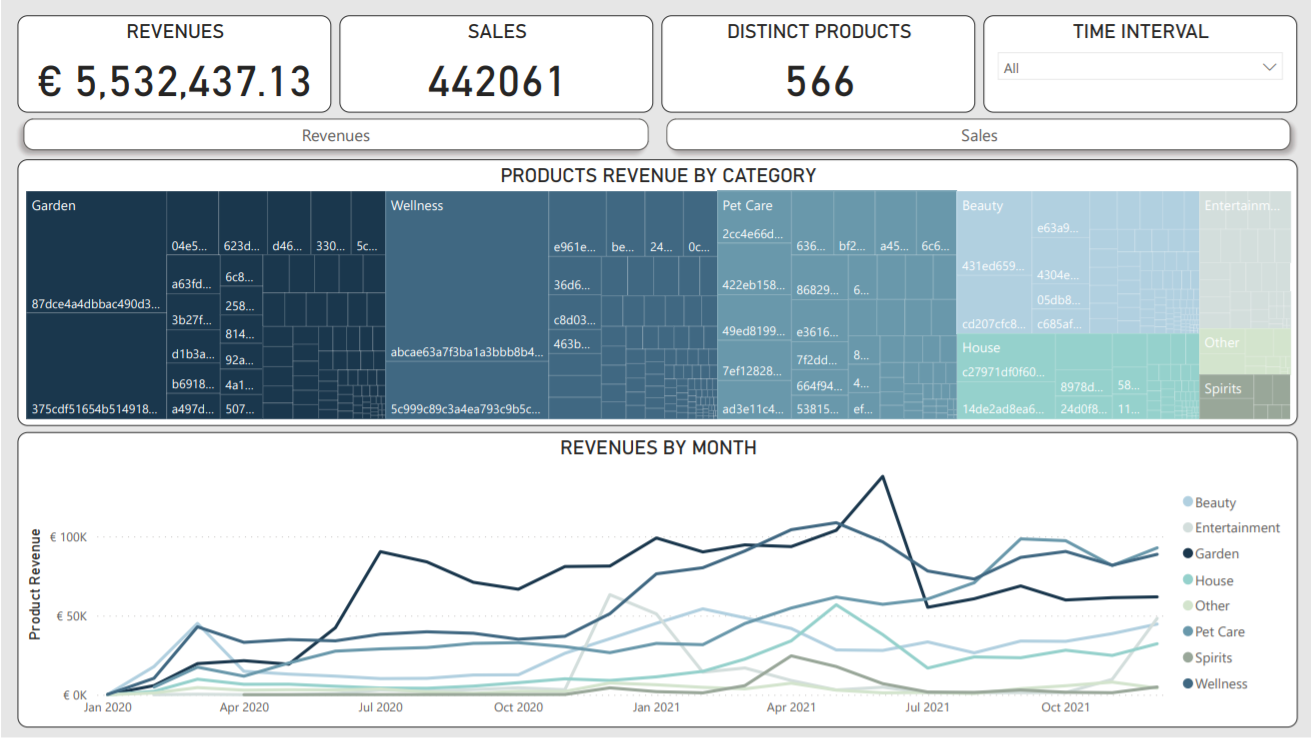 REVENUES
€ 5,532,437.13
SALES
442061
DISTINCT PRODUCTS
566
TIME INTERVAL
All
Revenues
Sales
PRODUCTS REVENUE BY CATEGORY
Garden
87dce4a4dbbac490d3...
375cdf51654b514918...
04e5...
623d...
d46...
330...
5c...
a63fd...
3b27f...
d1b3a...
b6918...
a497d...
6c8...
258...
814...
92a...
4a1...
507...
Wellness
abcae63a7f3ba1a3bbb8b4...
5c999c89c3a4ea793c9b5c...
e961e...
be...
24...
0c...
36d6...
c8d03...
463b...
Pet Care
2cc4e66d...
422eb158...
49ed8199...
7ef12828...
ad3e11c4...
636...
bf2...
a45...
6c6...
86829...
e3616...
7f2dd...
664f94...
53815...
6...
8...
4...
ef...
Beauty
431ed659...
cd207cfc8...
e63a9...
4304e...
05db8...
c685af...
House
c27971df0f60...
14de2ad8ea6...
8978d...
24d0f8...
58...
11...
Entertainm...
Other
Spirits
REVENUES BY MONTH
Product Revenue
€ 100K
€ 50K
€ 0K
Jan 2020
Apr 2020
Jul 2020
Oct 2020
Jan 2021
Apr 2021
Jul 2021
Oct 2021
Beauty
Entertainment
Garden
House
Other
Pet Care
Spirits
Wellness